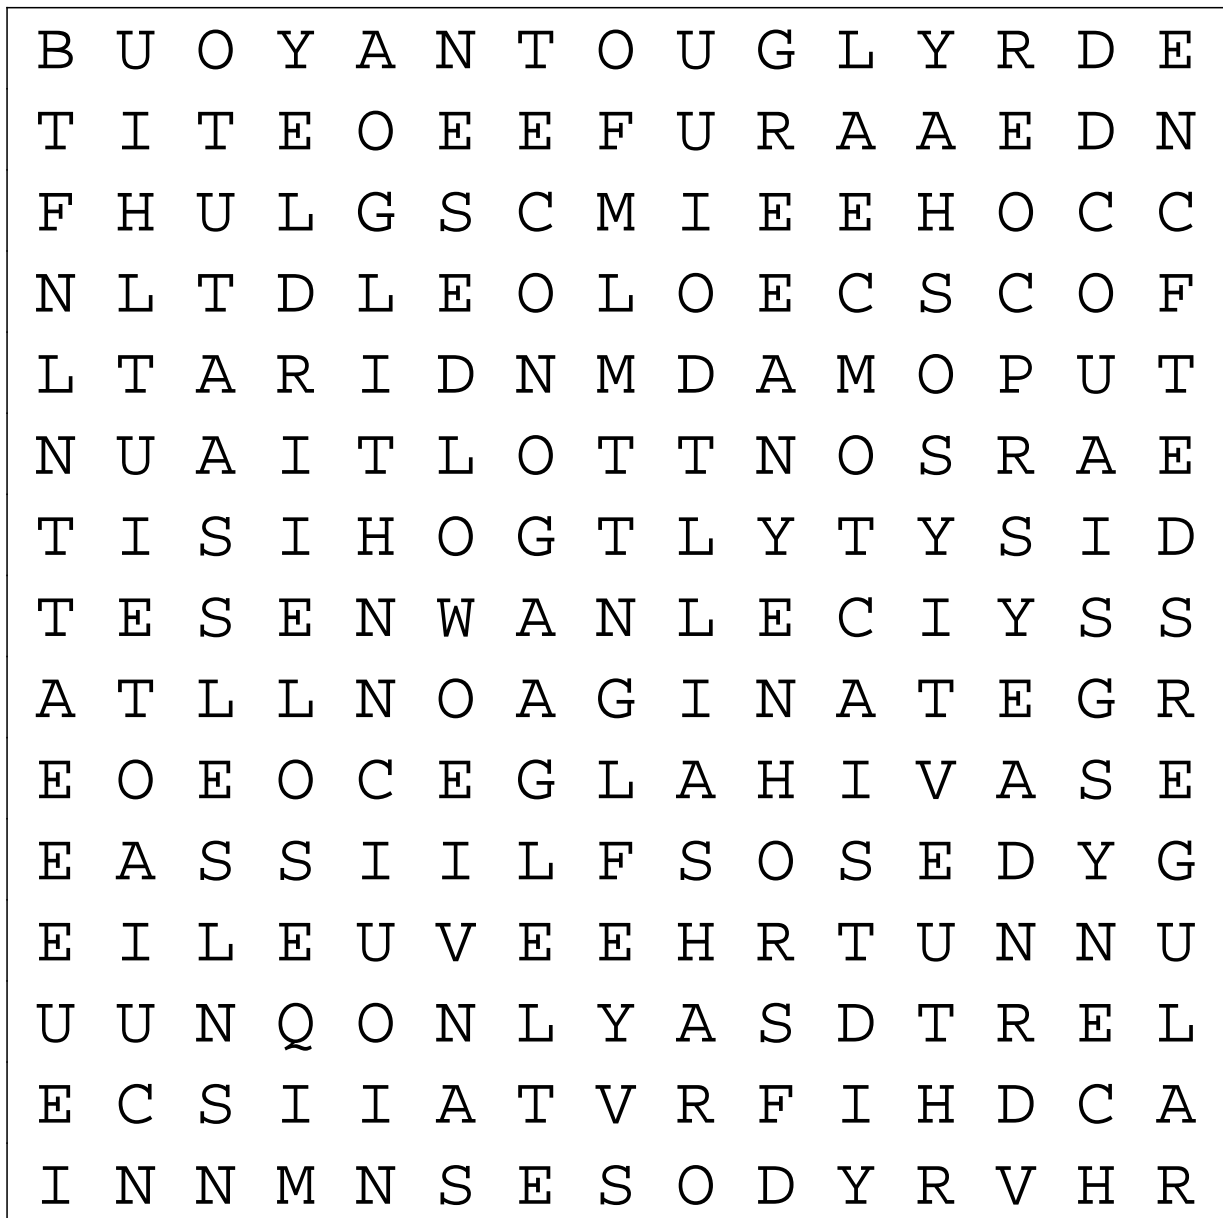 B U O Y A N T O U G L Y R D E
T I T E O E E F U R A A E D N
F H U L G S C M I E E H O C C
N L T D L E O L O E C S C O F
L T A R I D N M D A M O P U T
N U A I T L O T T N O S R A E
T I S I H O G T L Y T Y S I D
T E S E N W A N L E C I Y S S
A T L L N O A G I N A T E G R
E O E O C E G L A H I V A S E
E A S S I I L F S O S E D Y G
E I L E U V E E H R T U N N U
U U N Q O N L Y A S D T R E L
E C S I I A T V R F I H D C A
I N N M N S E S O D Y R V H R